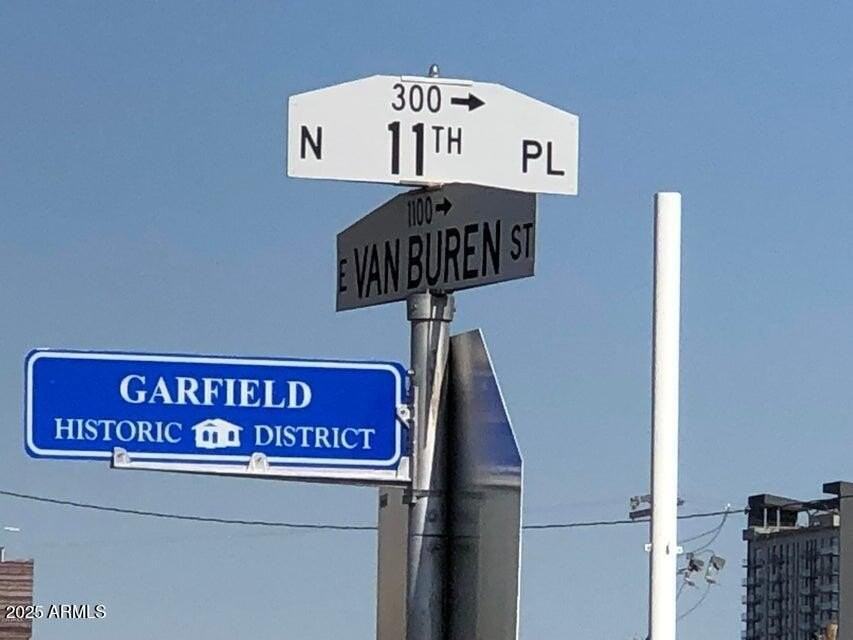 300 →
N 11TH PL
1100 →
E VAN BUREN ST
GARFIELD
HISTORIC DISTRICT
2025 ARMLS